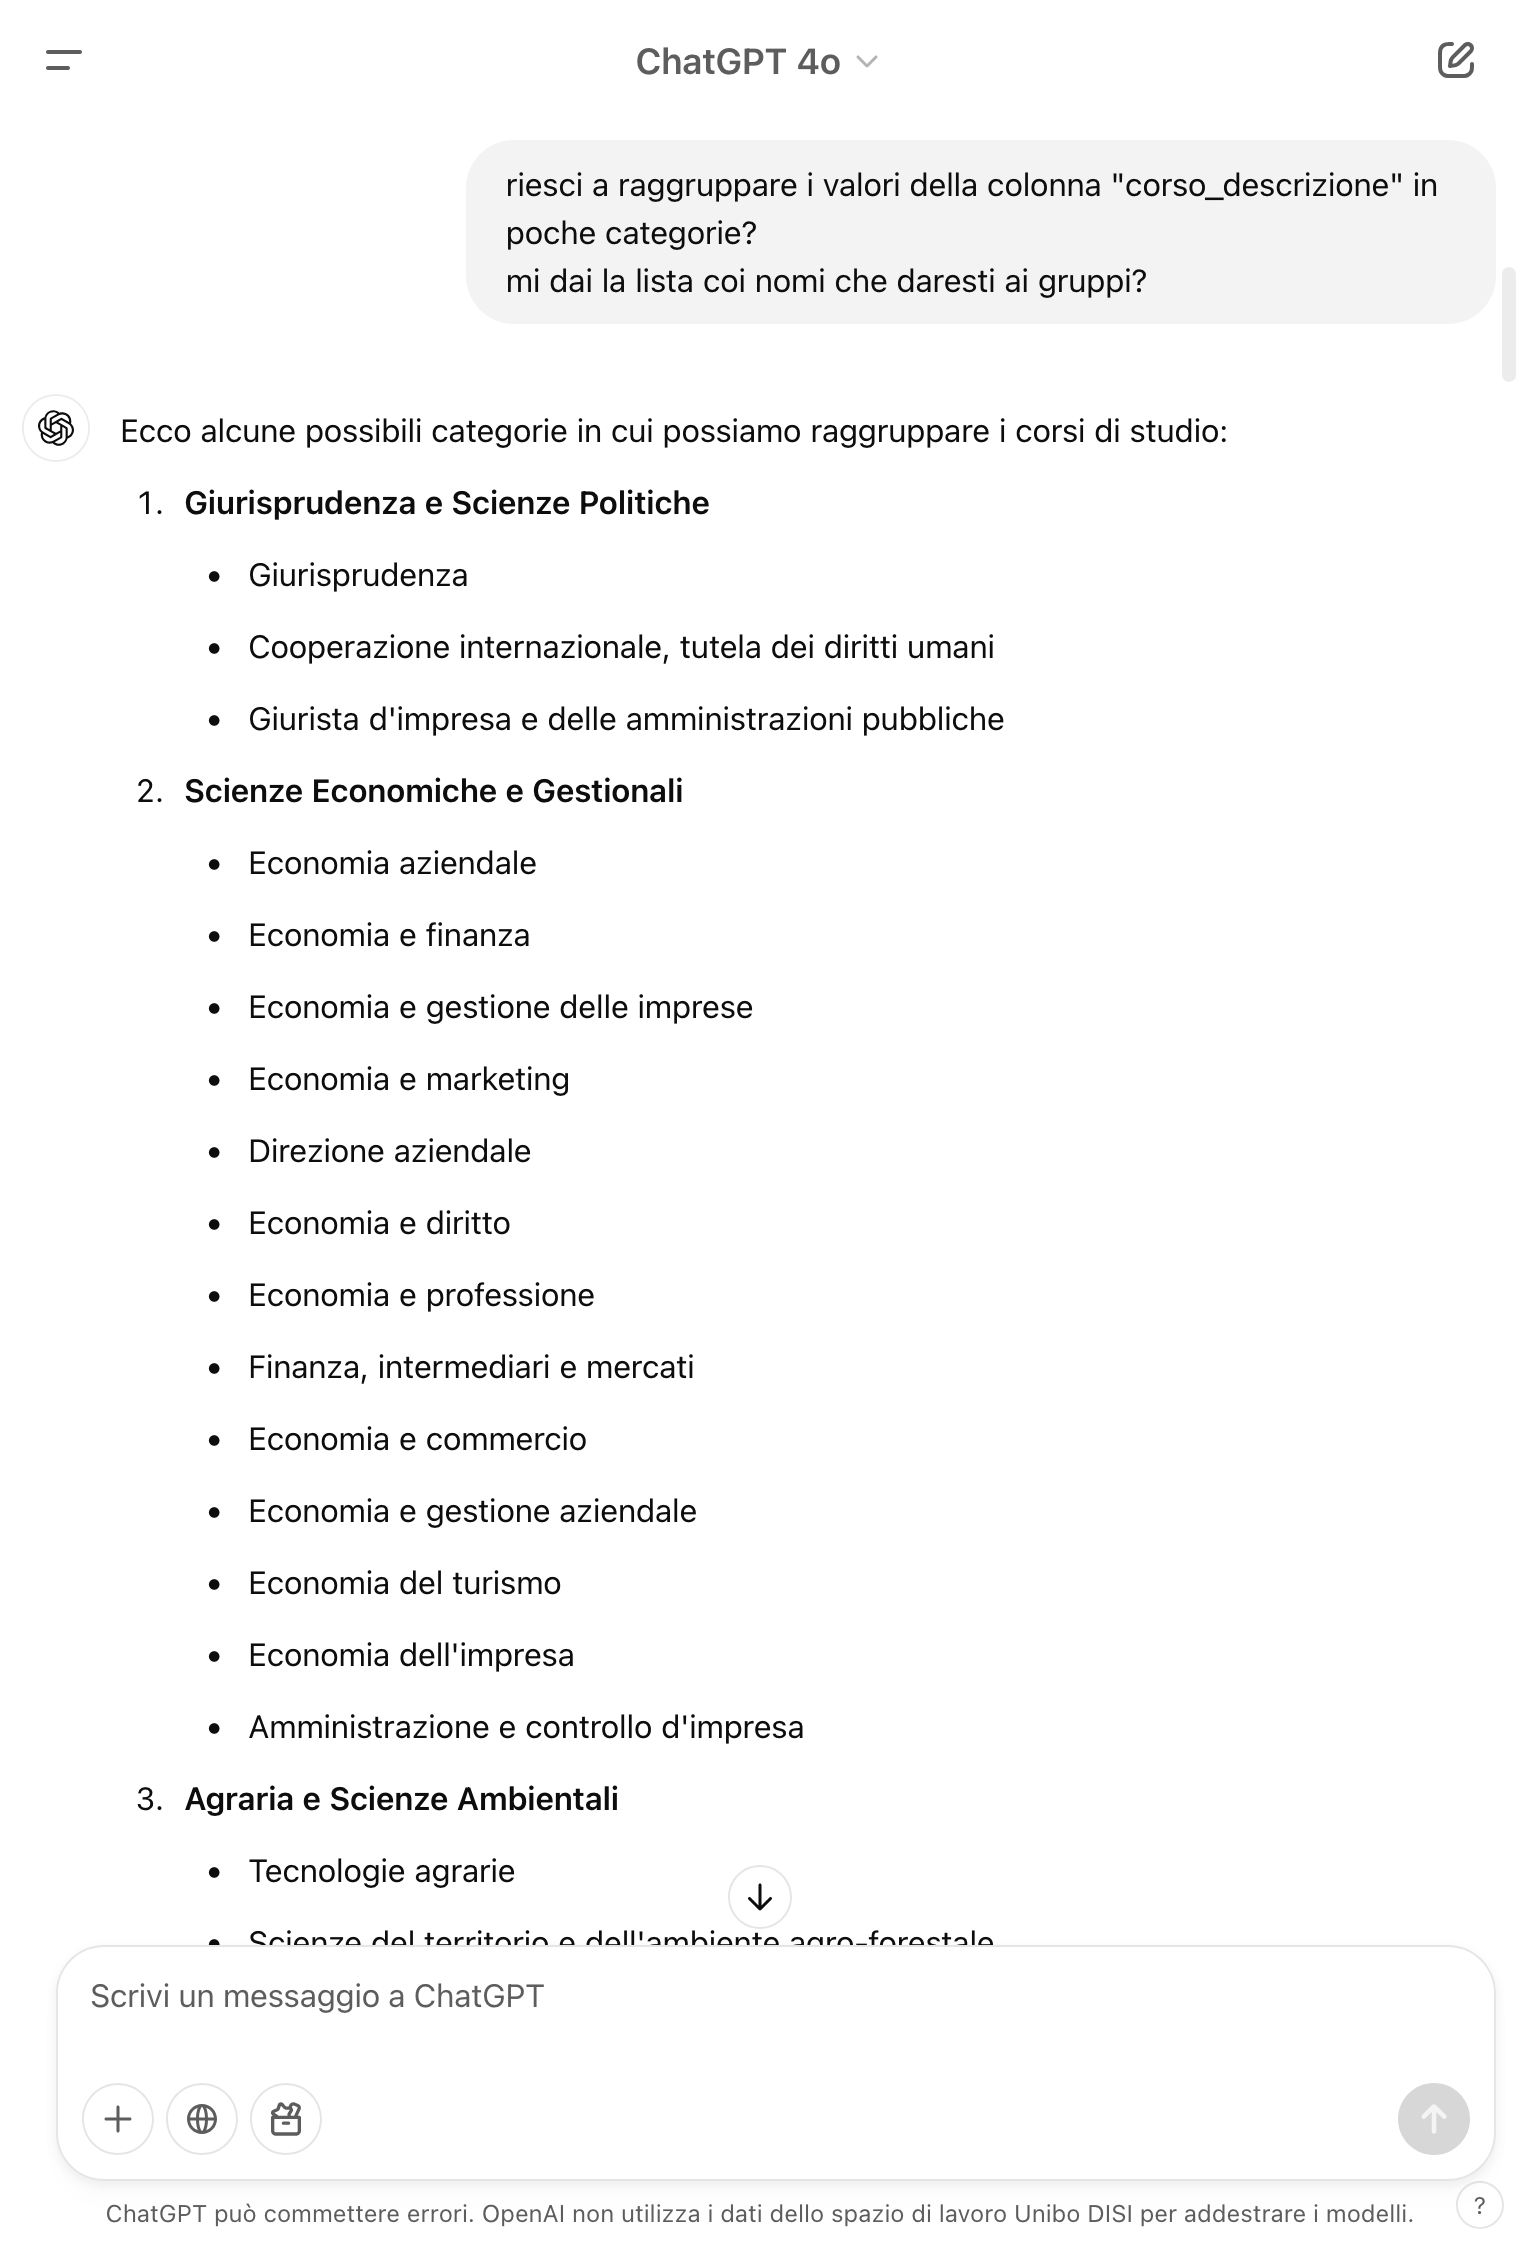 ChatGPT 4o
riesci a raggruppare i valori della colonna "corso_descrizione" in
poche categorie?
mi dai la lista coi nomi che daresti ai gruppi?
Ecco alcune possibili categorie in cui possiamo raggruppare i corsi di studio:
1. Giurisprudenza e Scienze Politiche
• Giurisprudenza
• Cooperazione internazionale, tutela dei diritti umani
• Giurista d'impresa e delle amministrazioni pubbliche
2. Scienze Economiche e Gestionali
• Economia aziendale
• Economia e finanza
• Economia e gestione delle imprese
• Economia e marketing
• Direzione aziendale
• Economia e diritto
• Economia e professione
• Finanza, intermediari e mercati
• Economia e commercio
• Economia e gestione aziendale
• Economia del turismo
• Economia dell'impresa
• Amministrazione e controllo d'impresa
3. Agraria e Scienze Ambientali
• Tecnologie agrarie
• Scienze del territorio e dell'ambiente agro-forestale
Scrivi un messaggio a ChatGPT
ChatGPT può commettere errori. OpenAI non utilizza i dati dello spazio di lavoro Unibo DISI per addestrare i modelli.
?